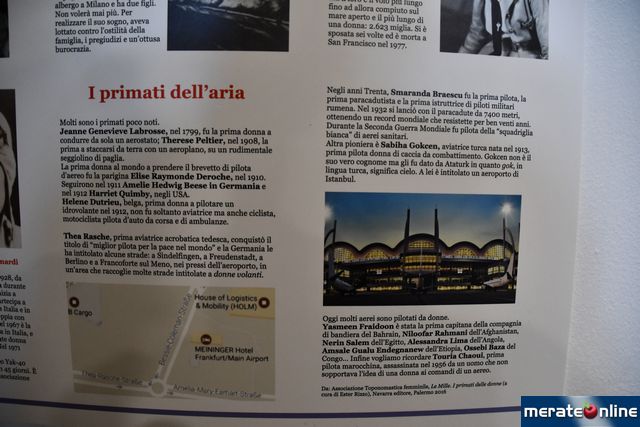 albergo a Milano e ha due figli.
Non volerà mai più. Per
realizzare il suo sogno, aveva
lottato contro l'ostilità della
famiglia, i pregiudizi e un'ottusa
burocrazia.
fino ad allora compiuto sul
mare aperto e il più lungo di
una donna: 2.623 miglia. Si è
sposata sei volte ed è morta a
San Francisco nel 1977.
I primati dell'aria
Molti sono i primati poco noti.
Jeanne Genevieve Labrosse, nel 1799, fu la prima donna a
condurre da sola un aerostato; Therese Peltier, nel 1908, la
prima a staccarsi da terra con un aeroplano, su un rudimentale
seggiolino di paglia.
La prima donna al mondo a prendere il brevetto di pilota
d'aereo fu la parigina Elise Raymonde Deroche, nel 1910.
Seguirono nel 1911 Amelie Hedwig Beese in Germania e
nel 1912 Harriet Quimby, negli USA.
Helene Dutrieu, belga, prima donna a pilotare un
idrovolante nel 1912, non fu soltanto aviatrice ma anche ciclista,
motociclista pilota d'auto da corsa e di ambulanze.
Thea Rasche, prima aviatrice acrobatica tedesca, conquistò il
titolo di "miglior pilota per la pace nel mondo" e la Germania le
ha intitolato alcune strade: a Sindelfingen, a Freudenstadt, a
Berlino e a Francoforte sul Meno, nei pressi dell'aeroporto, in
un'area che raccoglie molte strade intitolate a donne volanti.
Cargo
House of Logistics
& Mobility (HOLM)
MEININGER Hotel
Frankfurt/Main Airport
Thea-Rasche-Straße
Amelia-Mary-Earhart-Straße
Negli anni Trenta, Smaranda Braescu fu la prima pilota, la
prima paracadutista e la prima istruttrice di piloti militari
rumena. Nel 1932 si lanciò con il paracadute da 7400 metri,
ottenendo un record mondiale che resistette per ben venti anni.
Durante la Seconda Guerra Mondiale fu pilota della "squadriglia
bianca" di aerei sanitari.
Altra pioniera è Sabiha Gokcen, aviatrice turca nata nel 1913,
prima pilota donna di caccia da combattimento. Gokcen non è il
suo vero cognome ma gli fu dato da Ataturk in quanto gok, in
lingua turca, significa cielo. A lei è intitolato un aeroporto di
Istanbul.
Oggi molti aerei sono pilotati da donne.
Yasmeen Fraidoon è stata la prima capitana della compagnia
di bandiera del Bahrain, Niloofar Rahmani dell'Afghanistan,
Nerin Salem dell'Egitto, Alessandra Lima dell'Angola,
Amsale Gualu Endegnanew dell'Etiopia, Ossebi Baza del
Congo... Infine vogliamo ricordare Touria Chaoui, prima
pilota marocchina, assassinata nel 1956 da un uomo che non
sopportava l'idea di una donna ai comandi di un aereo.
Da: Associazione Toponomastica femminile, Le Mille. I primati delle donne (a
cura di Ester Rizzo), Navarra editore, Palermo 2016
merateonline